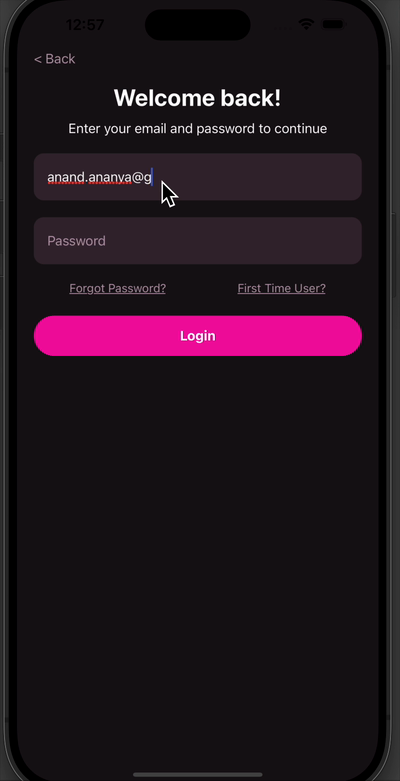 12:57
< Back
Welcome back!
Enter your email and password to continue
anand.ananya@g
Password
Forgot Password? First Time User?
Login